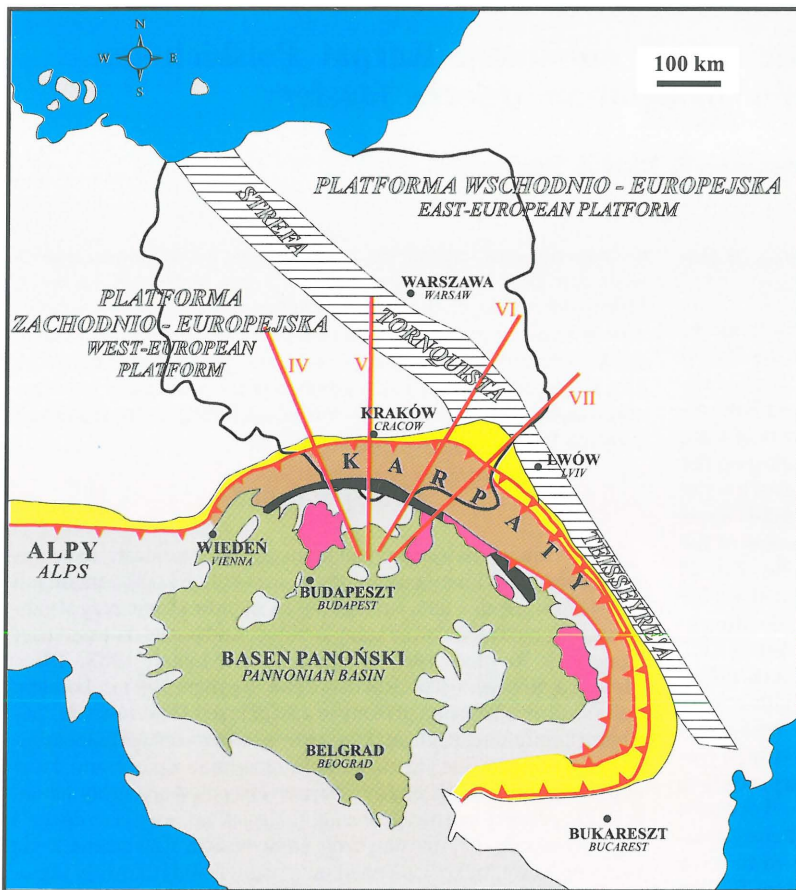 N
W E
S
100 km
PLATFORMA WSCHODNIO - EUROPEJSKA
EAST-EUROPEAN PLATFORM
STREFA
WARSZAWA
WARSAW
PLATFORMA
ZACHODNIO - EUROPEJSKA
WEST-EUROPEAN
PLATFORM
TORNQUISTA
IV
V
VI
VII
KRAKÓW
CRACOW
KARPATY
LWÓW
LVIV
TEISSEYRE'A
ALPY
ALPS
WIEDEŃ
VIENNA
BUDAPESZT
BUDAPEST
BASEN PANOŃSKI
PANNONIAN BASIN
BELGRAD
BEOGRAD
BUKARESZT
BUCAREST